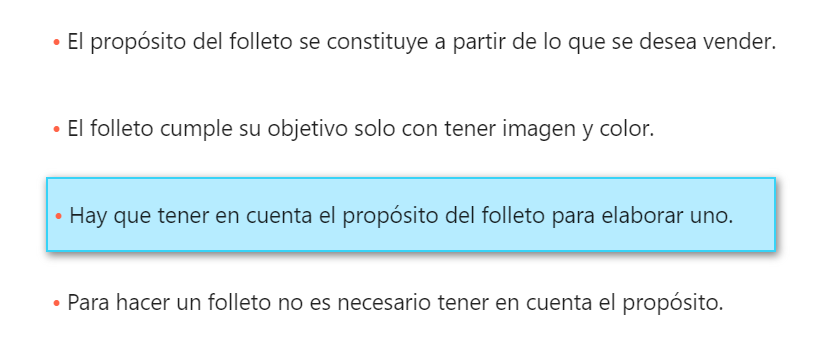 • El propósito del folleto se constituye a partir de lo que se desea vender.
• El folleto cumple su objetivo solo con tener imagen y color.
• Hay que tener en cuenta el propósito del folleto para elaborar uno.
• Para hacer un folleto no es necesario tener en cuenta el propósito.